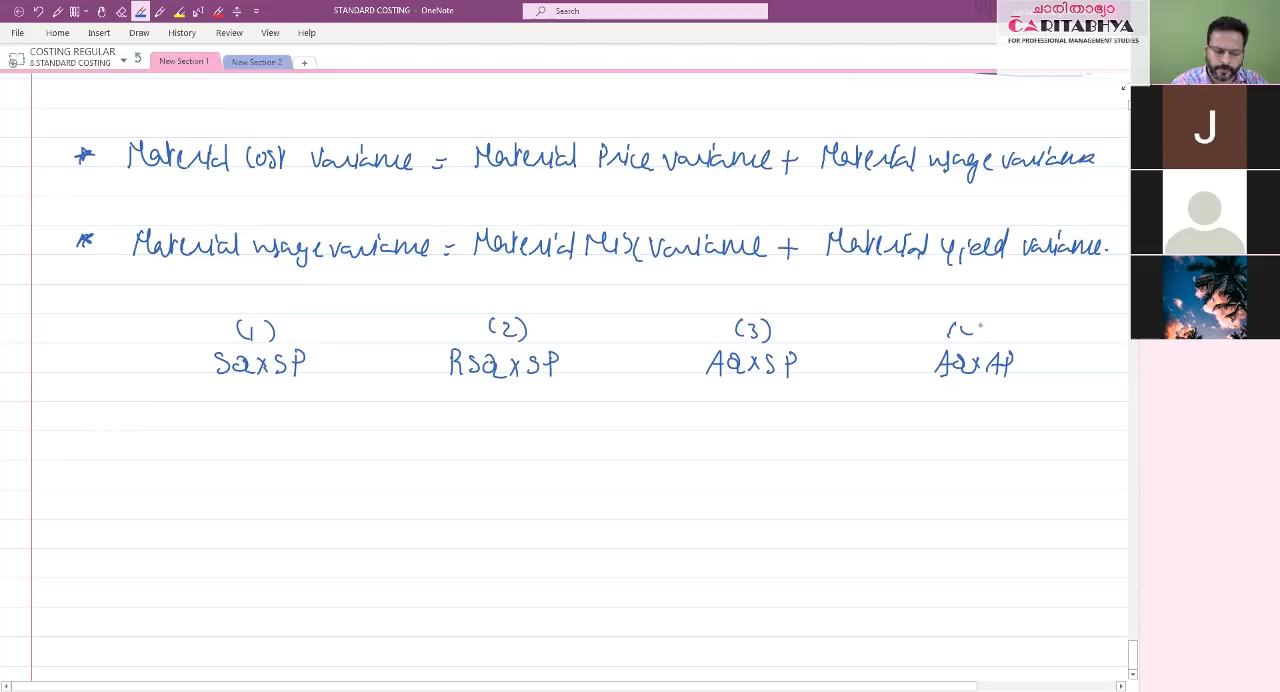 STANDARD COSTING - OneNote
Search
ചാരിതാഭ്യാ
CARITABHYA
FOR PROFESSIONAL MANAGEMENT STUDIES
File Home Insert Draw History Review View Help
COSTING REGULAR
8.STANDARD COSTING
New Section 1
New Section 2
+
J
* Material Cost variance = Material Price variance + Material usage variance
* Material usage variance = Material Mix variance + Material yield variance.
(1) (2) (3)
SQ×SP RSQ×SP AQ×SP AQ×AP